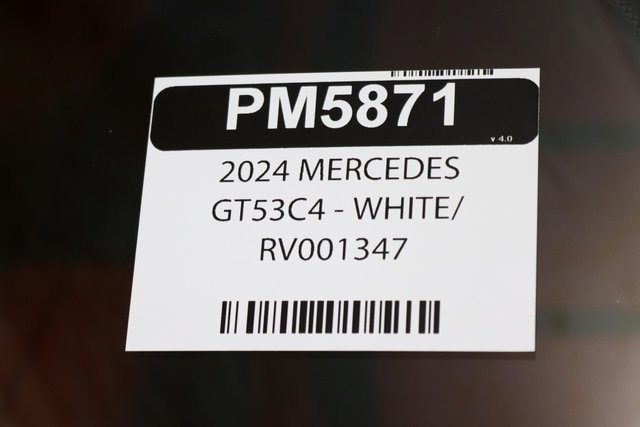 PM5871
v 4.0
2024 MERCEDES
GT53C4 - WHITE/
RV001347